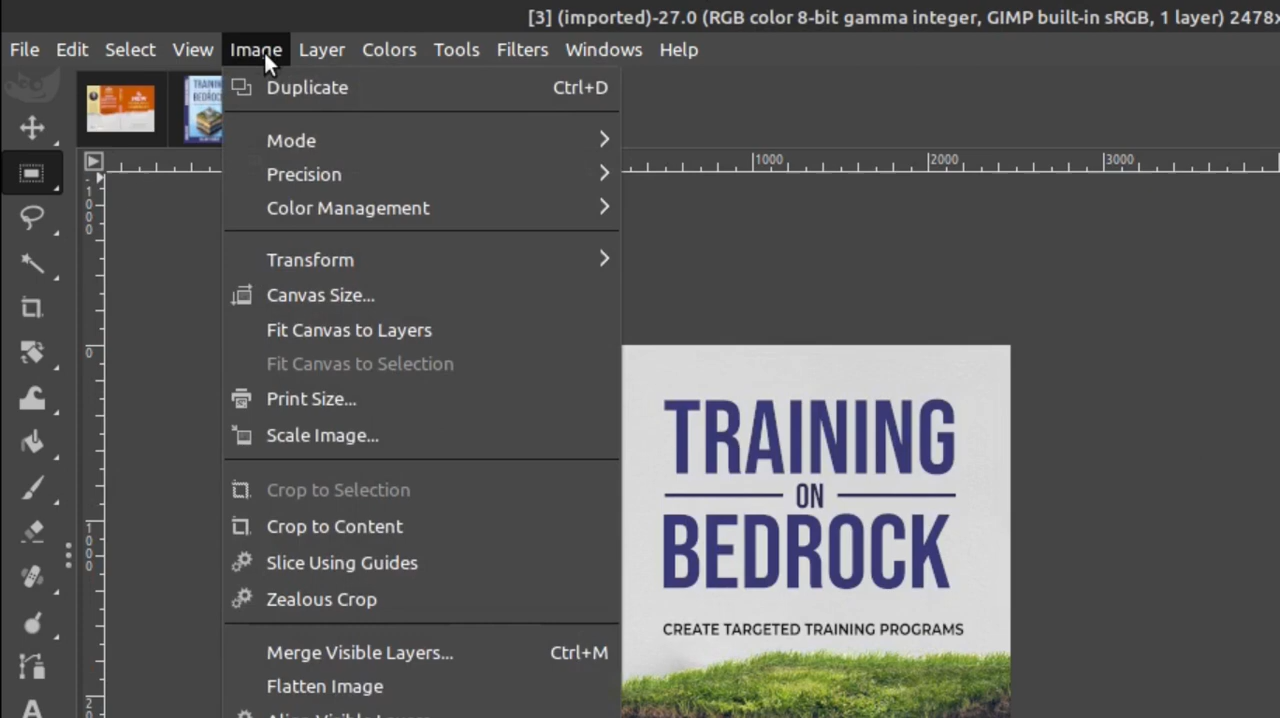 [3] (imported)-27.0 (RGB color 8-bit gamma integer, GIMP built-in sRGB, 1 layer) 2478x
File Edit Select View Image Layer Colors Tools Filters Windows Help
TRAINING
BEDROCK
Duplicate Ctrl+D
Mode
Precision
Color Management
Transform
Canvas Size...
Fit Canvas to Layers
Fit Canvas to Selection
Print Size...
Scale Image...
Crop to Selection
Crop to Content
Slice Using Guides
Zealous Crop
Merge Visible Layers... Ctrl+M
Flatten Image
1000 2000 3000
0
1000
TRAINING
ON
BEDROCK
CREATE TARGETED TRAINING PROGRAMS